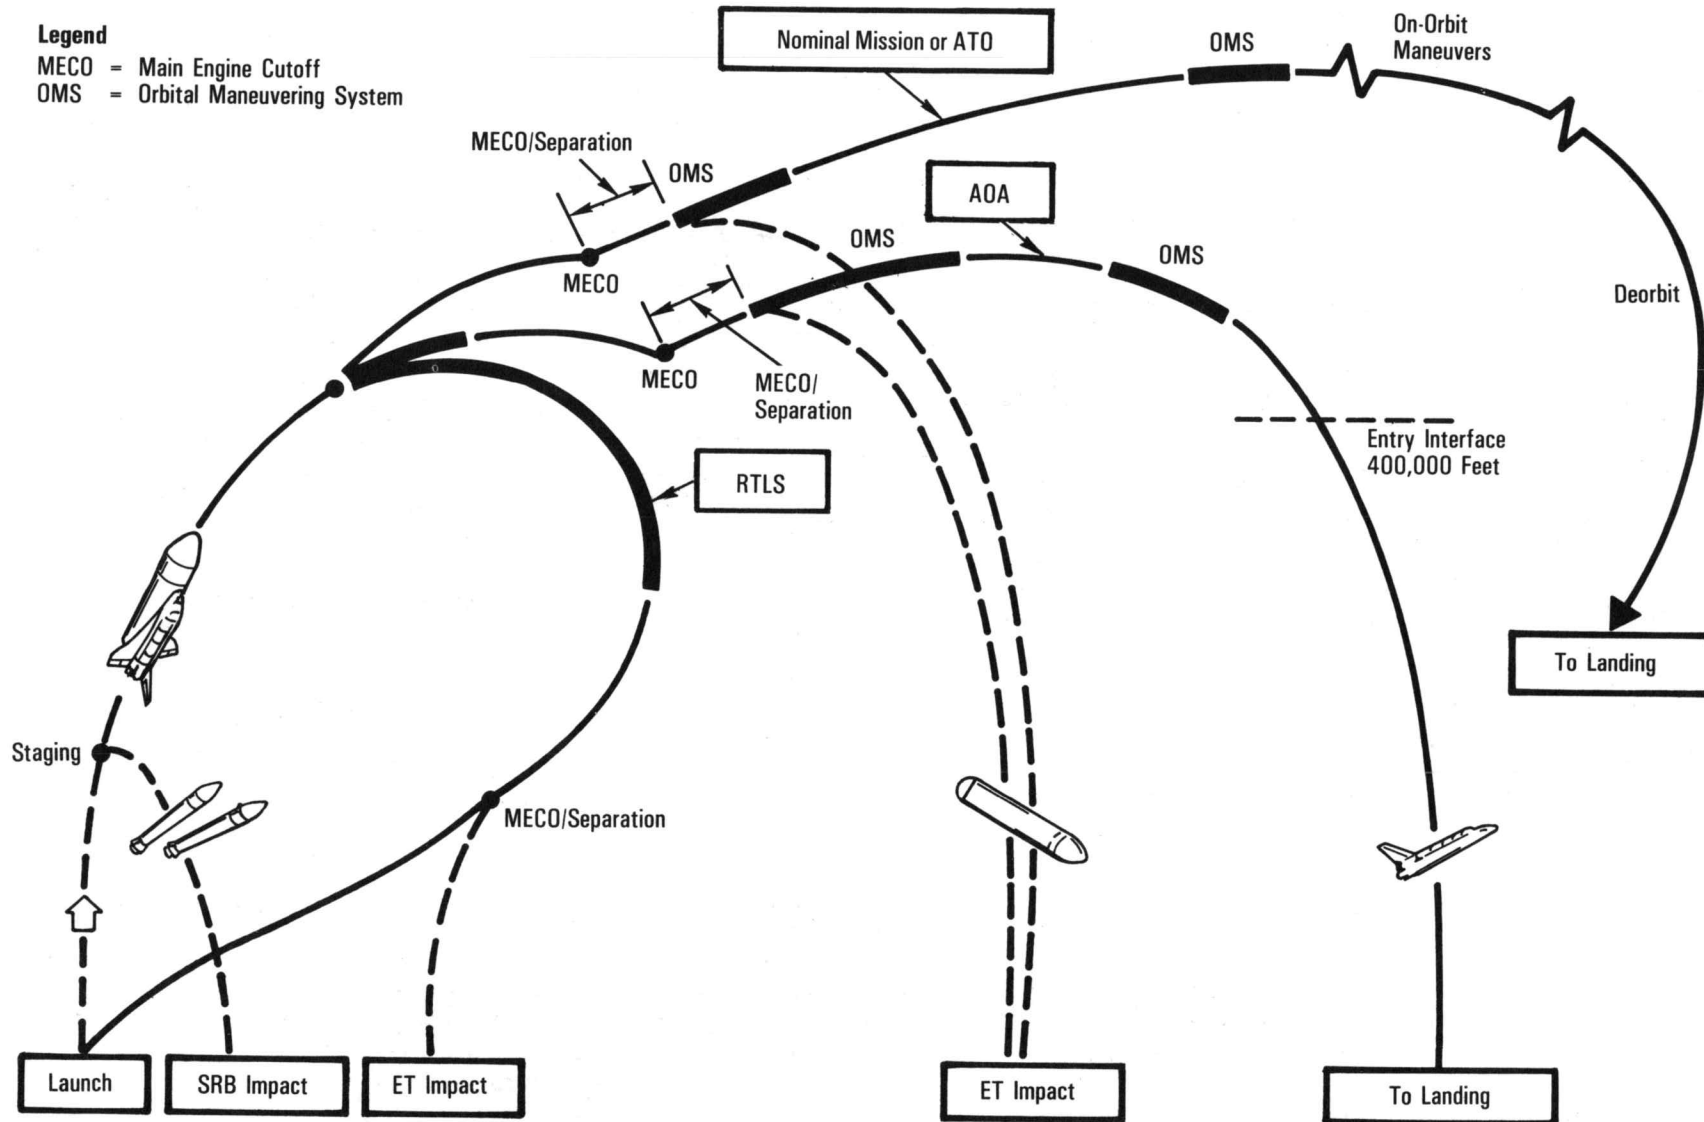 Legend
MECO = Main Engine Cutoff
OMS = Orbital Maneuvering System
Nominal Mission or ATO
OMS
On-Orbit
Maneuvers
MECO/Separation
OMS
AOA
OMS
OMS
MECO
Deorbit
MECO
MECO/
Separation
Entry Interface
400,000 Feet
RTLS
To Landing
Staging
MECO/Separation
Launch
SRB Impact
ET Impact
ET Impact
To Landing